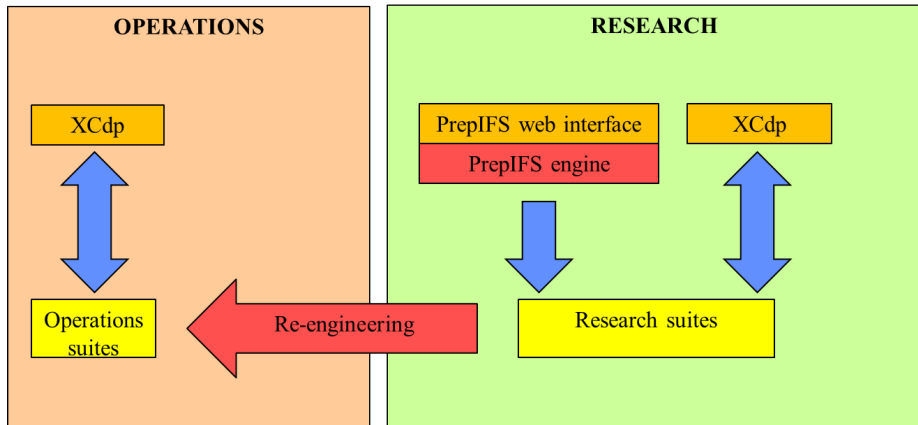 OPERATIONS
XCdp
Operations
suites
Re-engineering
RESEARCH
PrepIFS web interface
PrepIFS engine
XCdp
Research suites